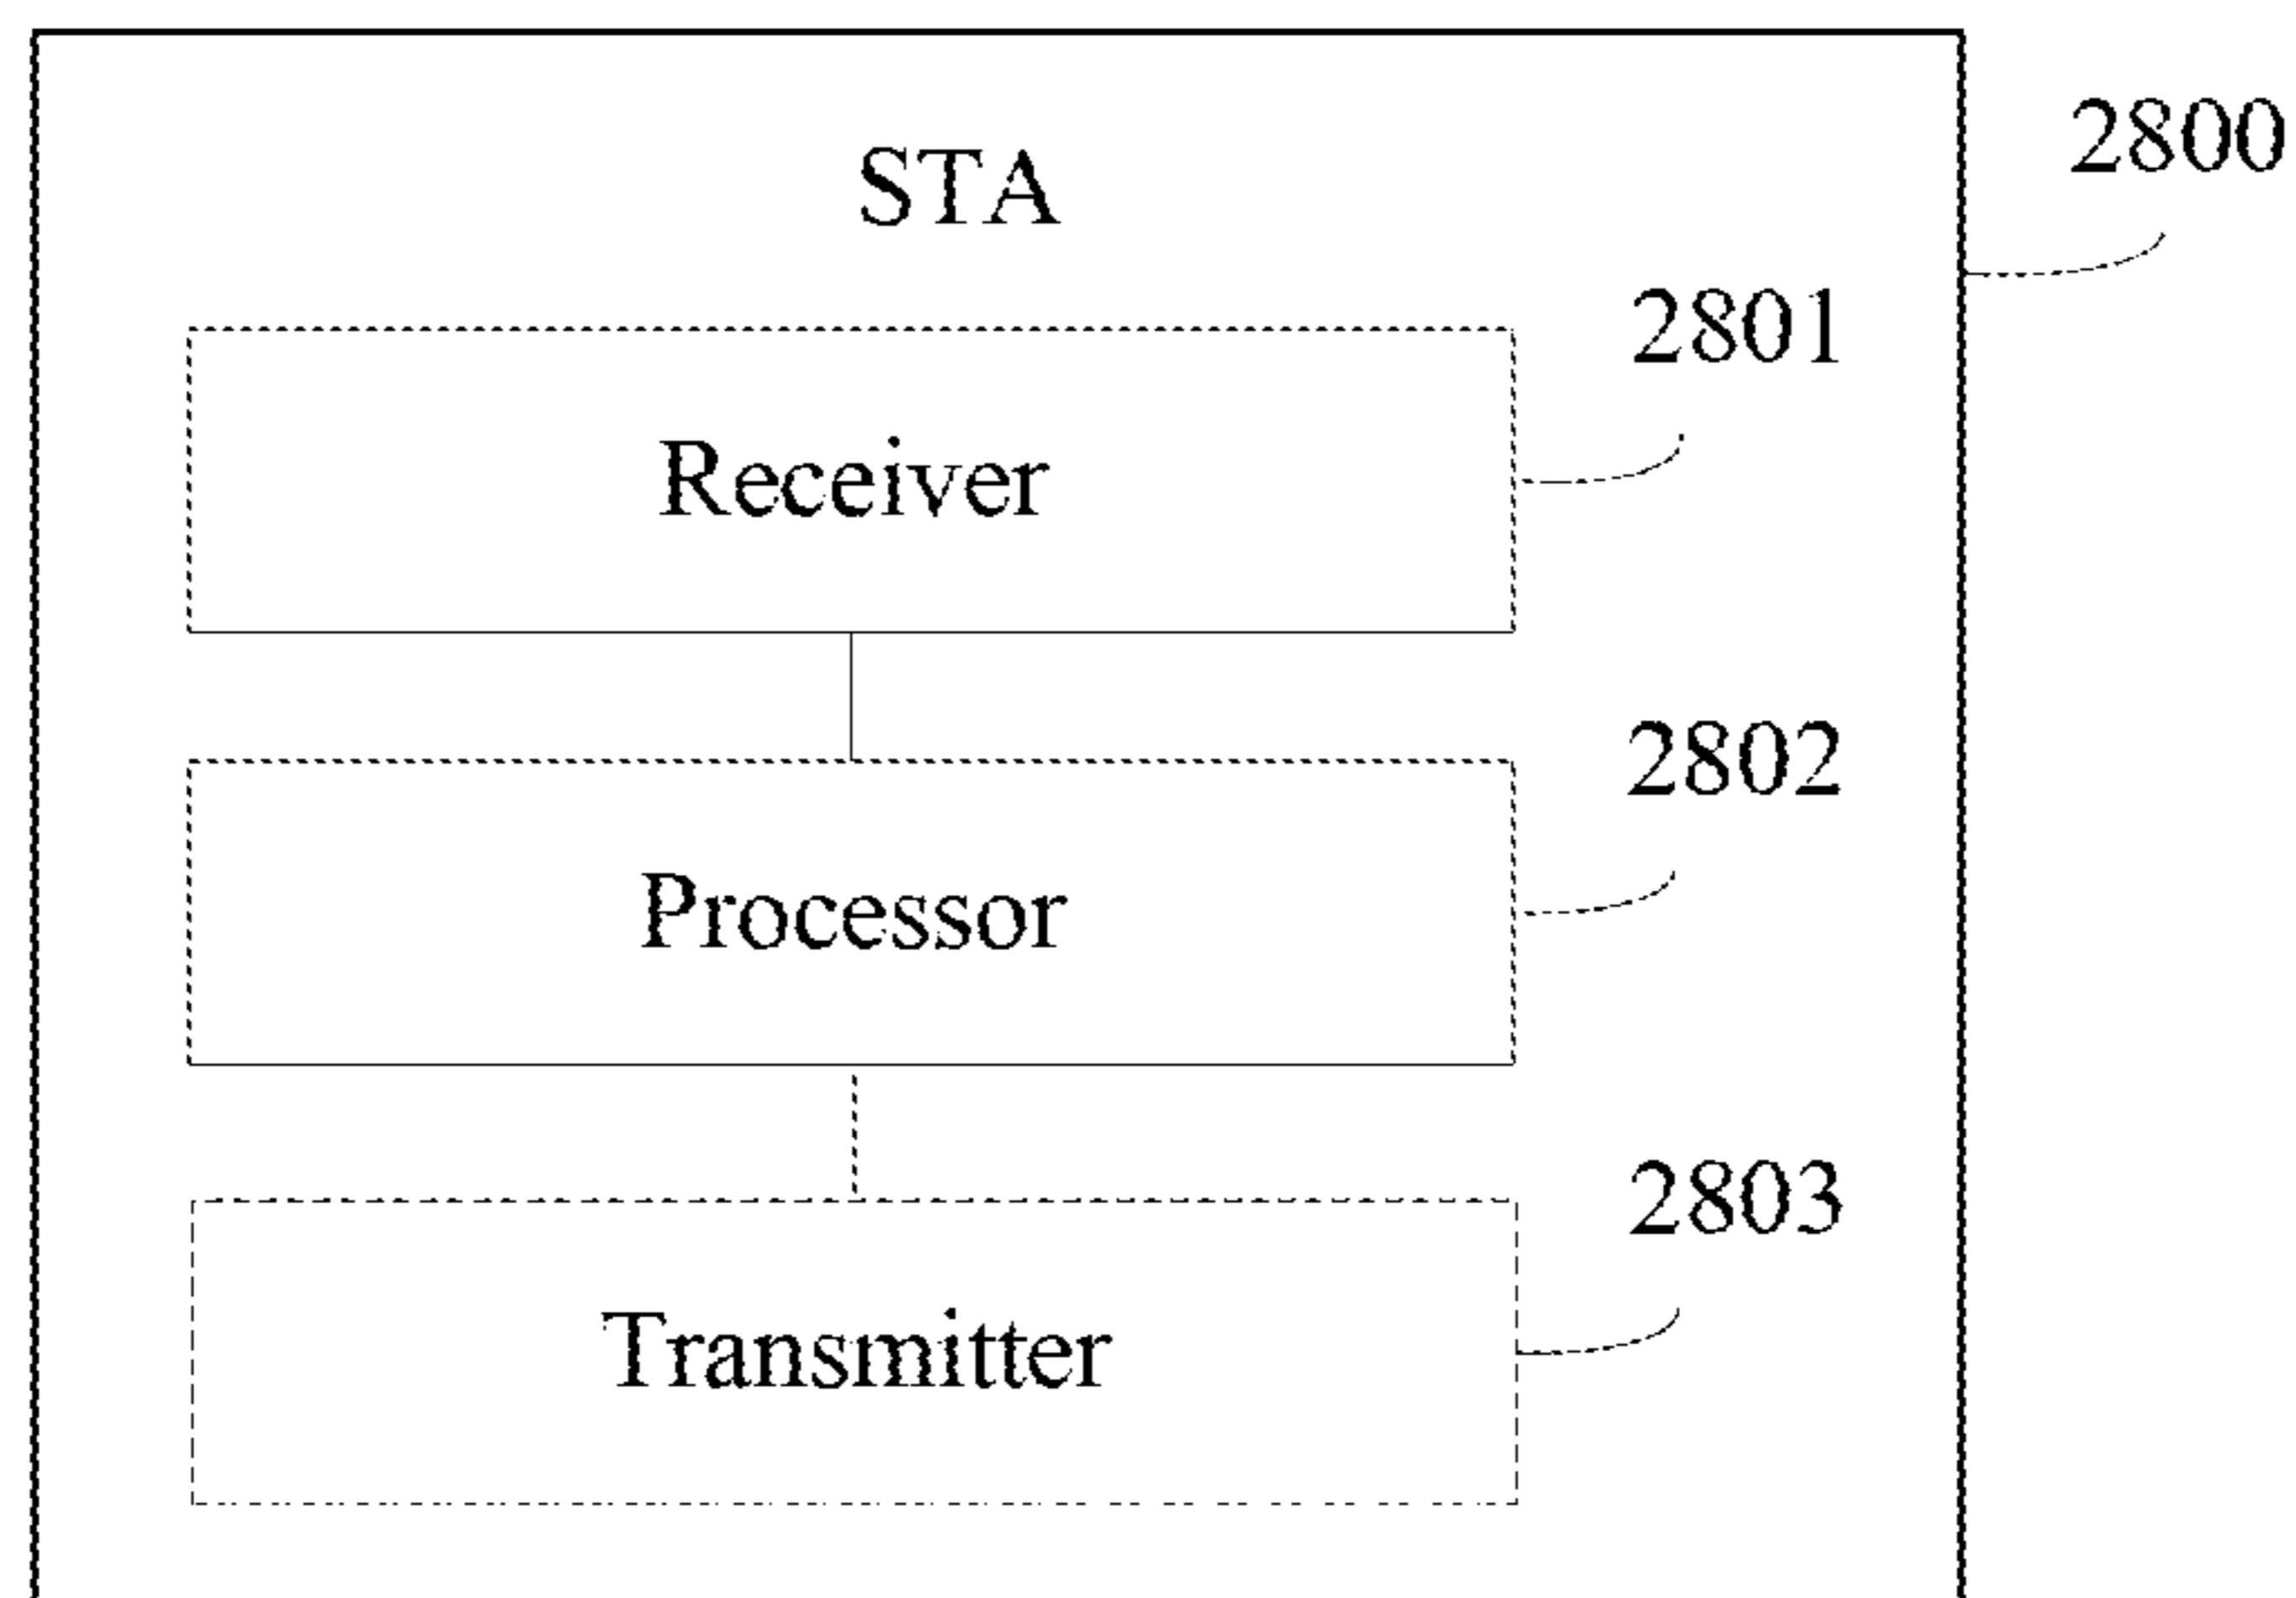 2800
STA
2801
Receiver
2802
Processor
2803
Transmitter